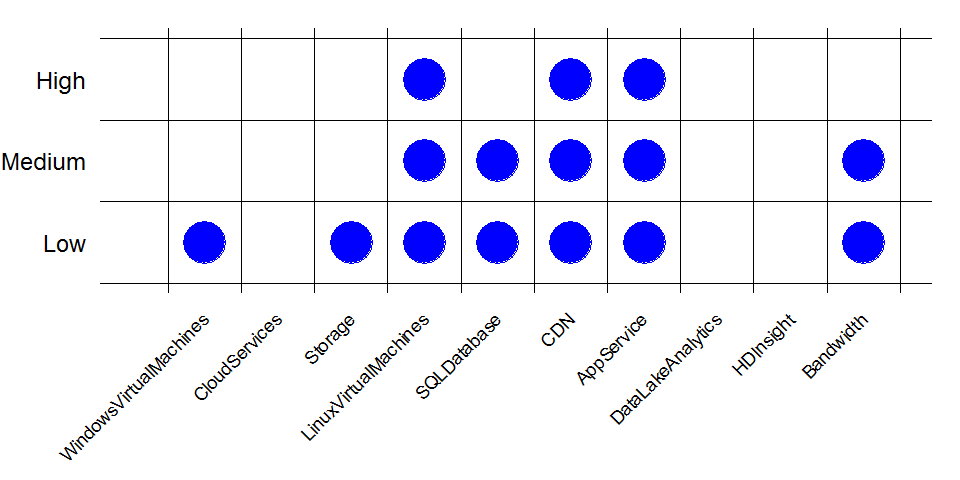 High
Medium
Low
WindowsVirtualMachines
CloudServices
Storage
LinuxVirtualMachines
SQLDatabase
CDN
AppService
DataLakeAnalytics
HDInsight
Bandwidth